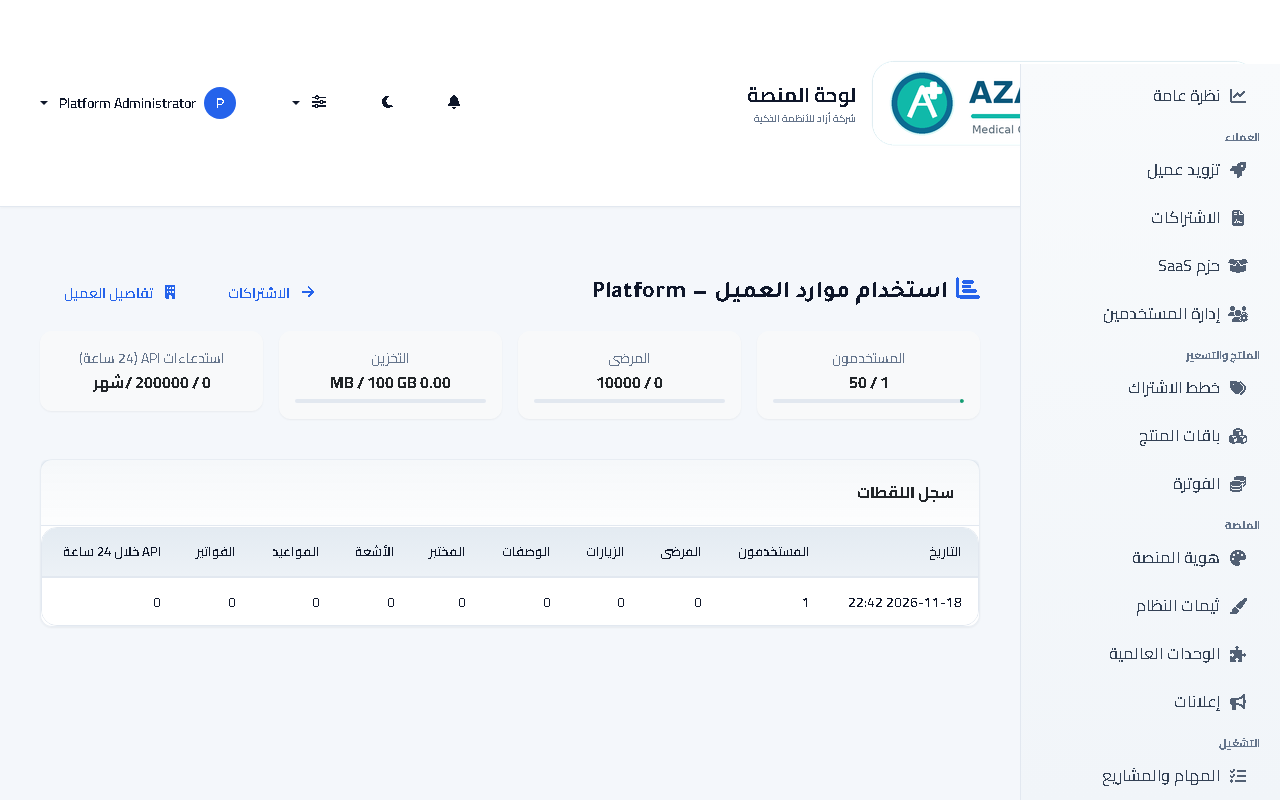 AZA
Medical
لوحة المنصة
شركة أزاد للأنظمة الذكية
P
Platform Administrator
نظرة عامة
العملاء
تزويد عميل
الاشتراكات
حزم SaaS
إدارة المستخدمين
المنتج والتسعير
خطط الاشتراك
باقات المنتج
الفوترة
المنصة
هوية المنصة
ثيمات النظام
الوحدات العالمية
إعلانات
التشغيل
المهام والمشاريع
استخدام موارد العميل – Platform
الاشتراكات
تفاصيل العميل
المستخدمون
50 / 1
المرضى
10000 / 0
التخزين
MB / 100 GB 0.00
استدعاءات API (24 ساعة)
0 / 200000 /شهر
سجل اللقطات
التاريخ المستخدمون المرضى الزيارات الوصفات المختبر الأشعة المواعيد الفواتير API خلال 24 ساعة
22:42 2026-11-18 1 0 0 0 0 0 0 0 0